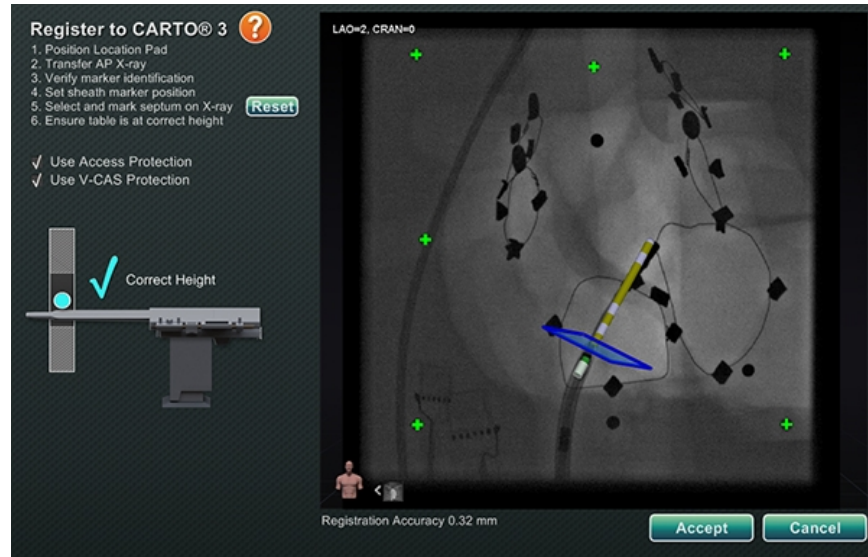 Register to CARTO® 3 ?
1. Position Location Pad
2. Transfer AP X-ray
3. Verify marker identification
4. Set sheath marker position
5. Select and mark septum on X-ray Reset
6. Ensure table is at correct height
Use Access Protection
Use V-CAS Protection
Correct Height
LAO=2, CRAN=0
Registration Accuracy 0.32 mm
Accept Cancel